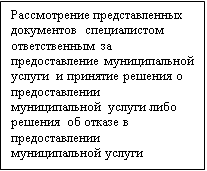 Рассмотрение представленных
документов специалистом
ответственным за
предоставление муниципальной
услуги и принятие решения о
предоставлении
муниципальной услуги либо
решения об отказе в
предоставлении
муниципальной услуги